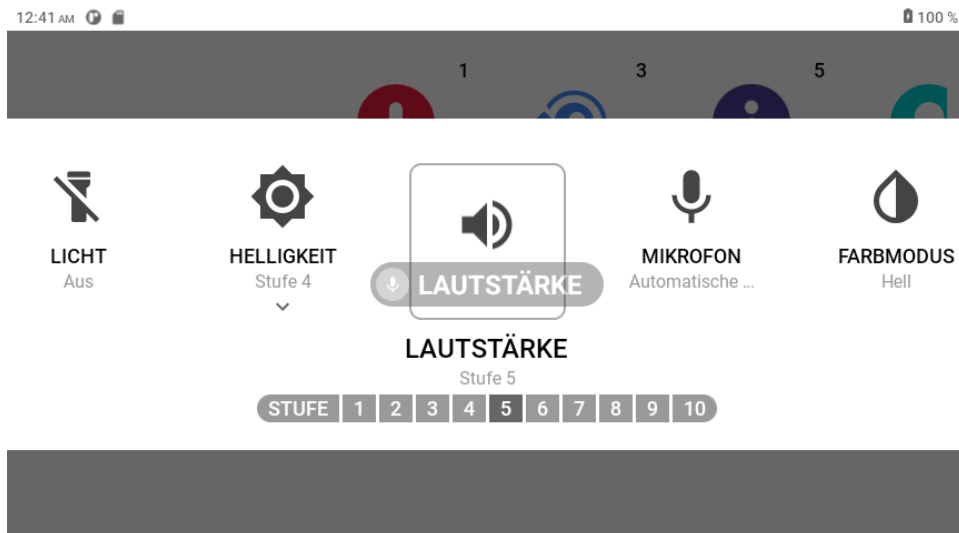 12:41 AM
100 %
1 3 5
LICHT
Aus
HELLIGKEIT
Stufe 4
LAUTSTÄRKE
MIKROFON
Automatische ...
FARBMODUS
Hell
LAUTSTÄRKE
Stufe 5
STUFE 1 2 3 4 5 6 7 8 9 10